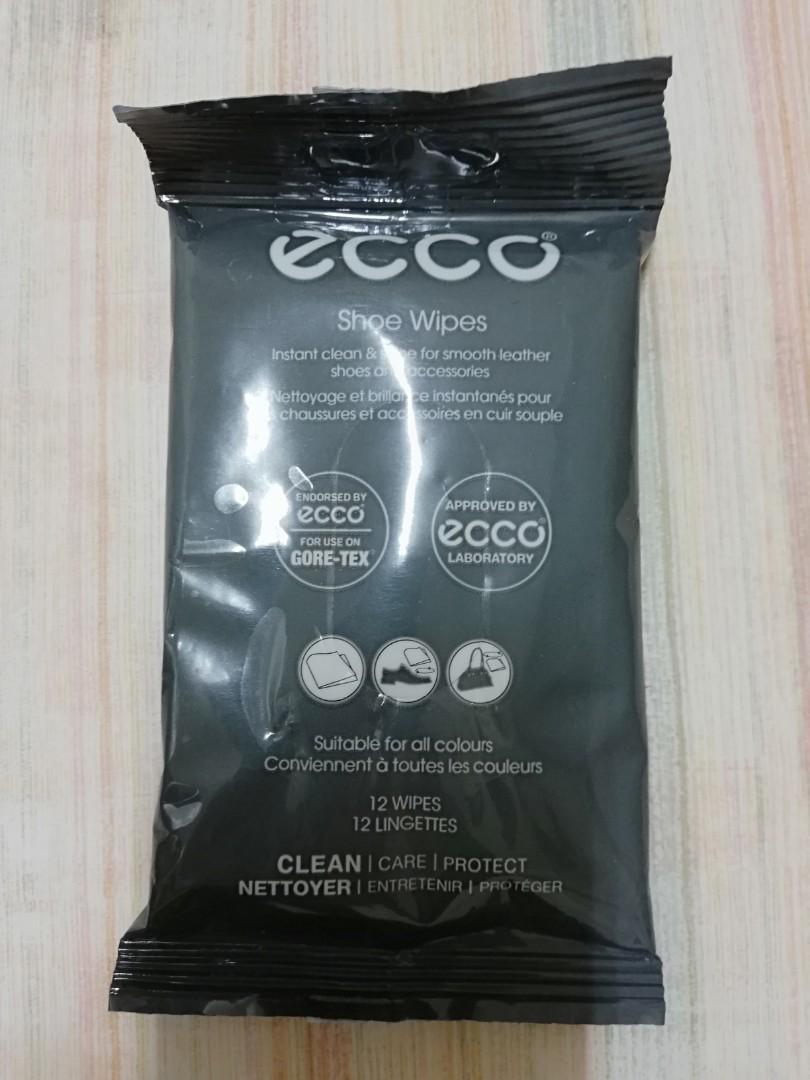 ecco®
Shoe Wipes
Instant clean & for smooth leather
shoes accessories
Nettoyage et brillance instantanés pour
chaussures et accessoires en cuir souple
ENDORSED BY
ecco
FOR USE ON
GORE-TEX
APPROVED BY
ecco
LABORATORY
Suitable for all colours
Conviennent à toutes les couleurs
12 WIPES
12 LINGETTES
CLEAN | CARE | PROTECT
NETTOYER | ENTRETENIR | PROTÉGER